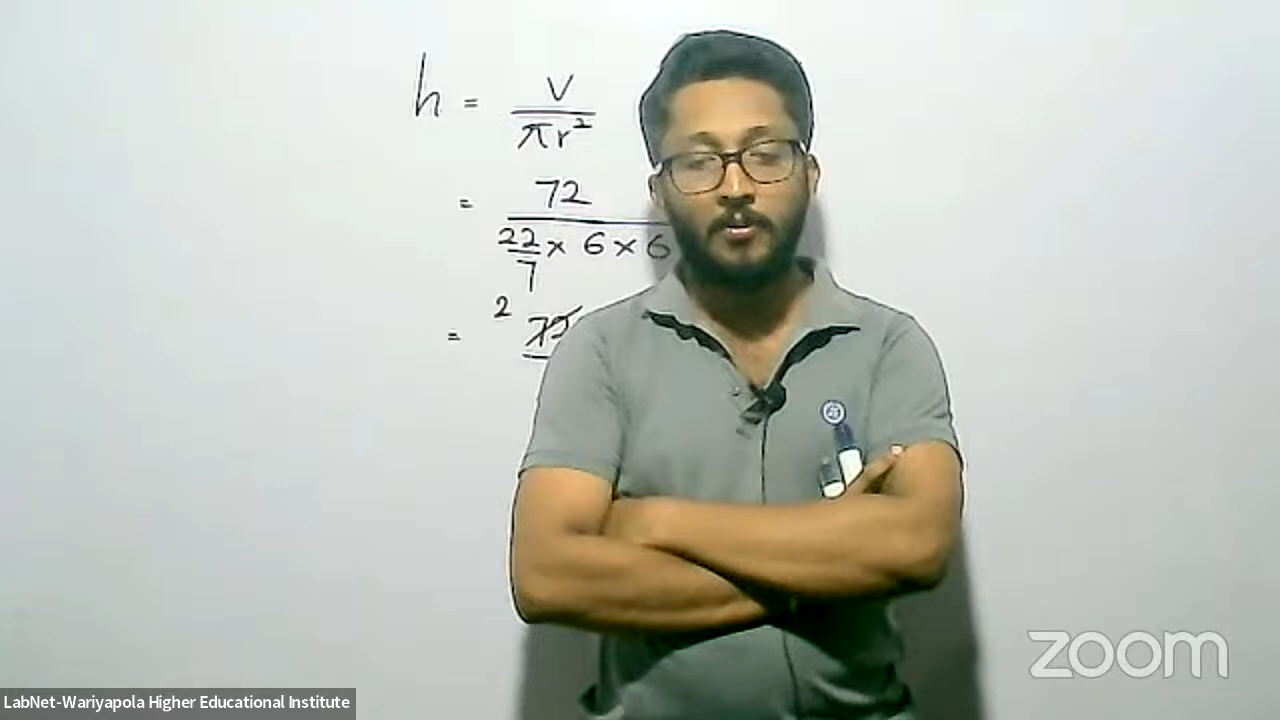 h = V
πr²
= 72
22 × 6 × 6
7
= 2 72
zoom
LabNet-Wariyapola Higher Educational Institute